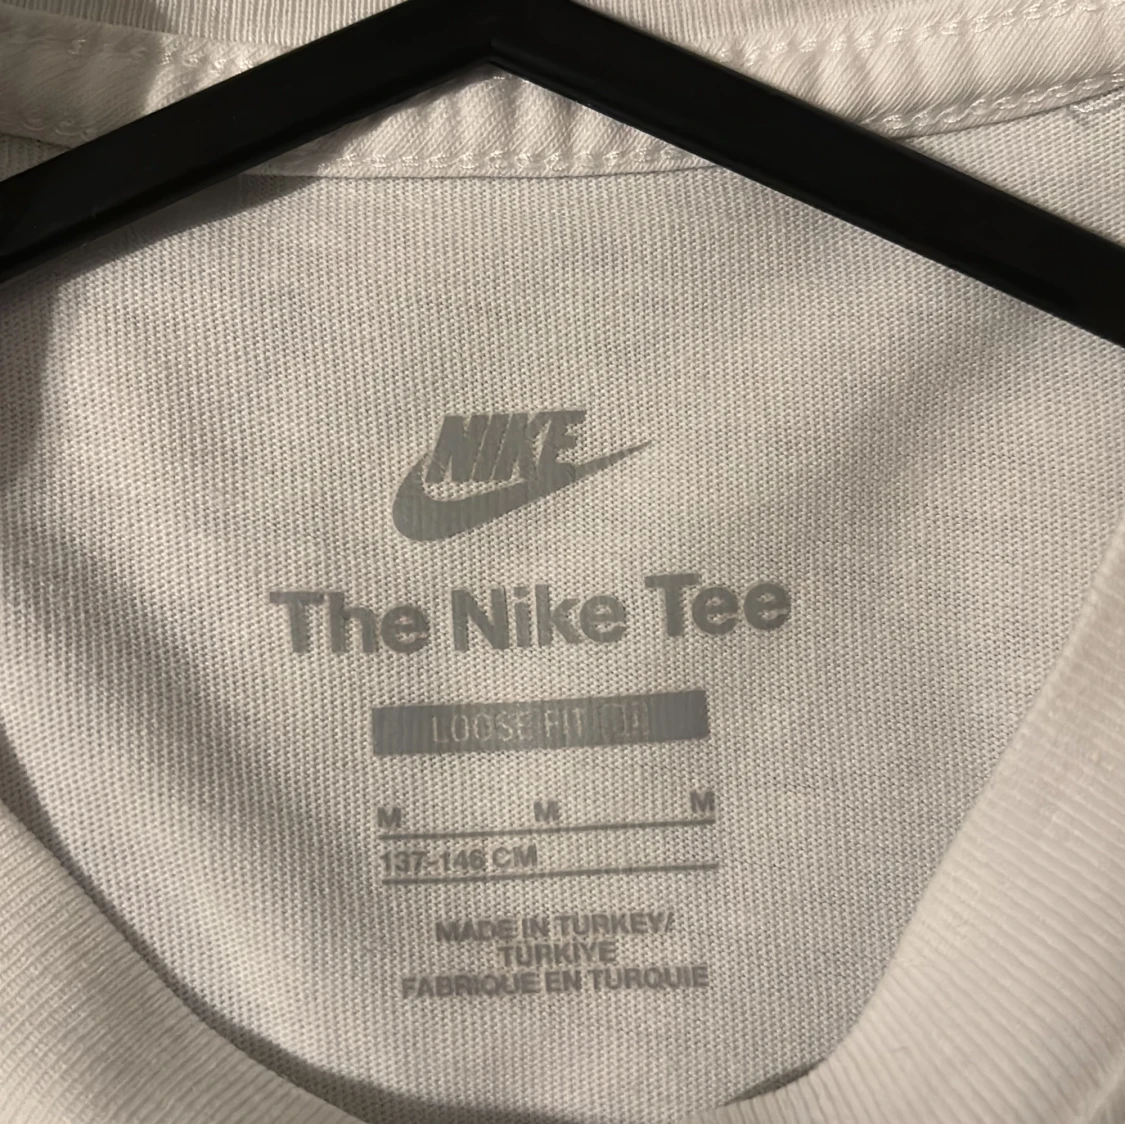 NIKE
The Nike Tee
LOOSE FIT
M M M
137-146 CM
MADE IN TURKEY/
TÜRKIYE
FABRIQUE EN TURQUIE